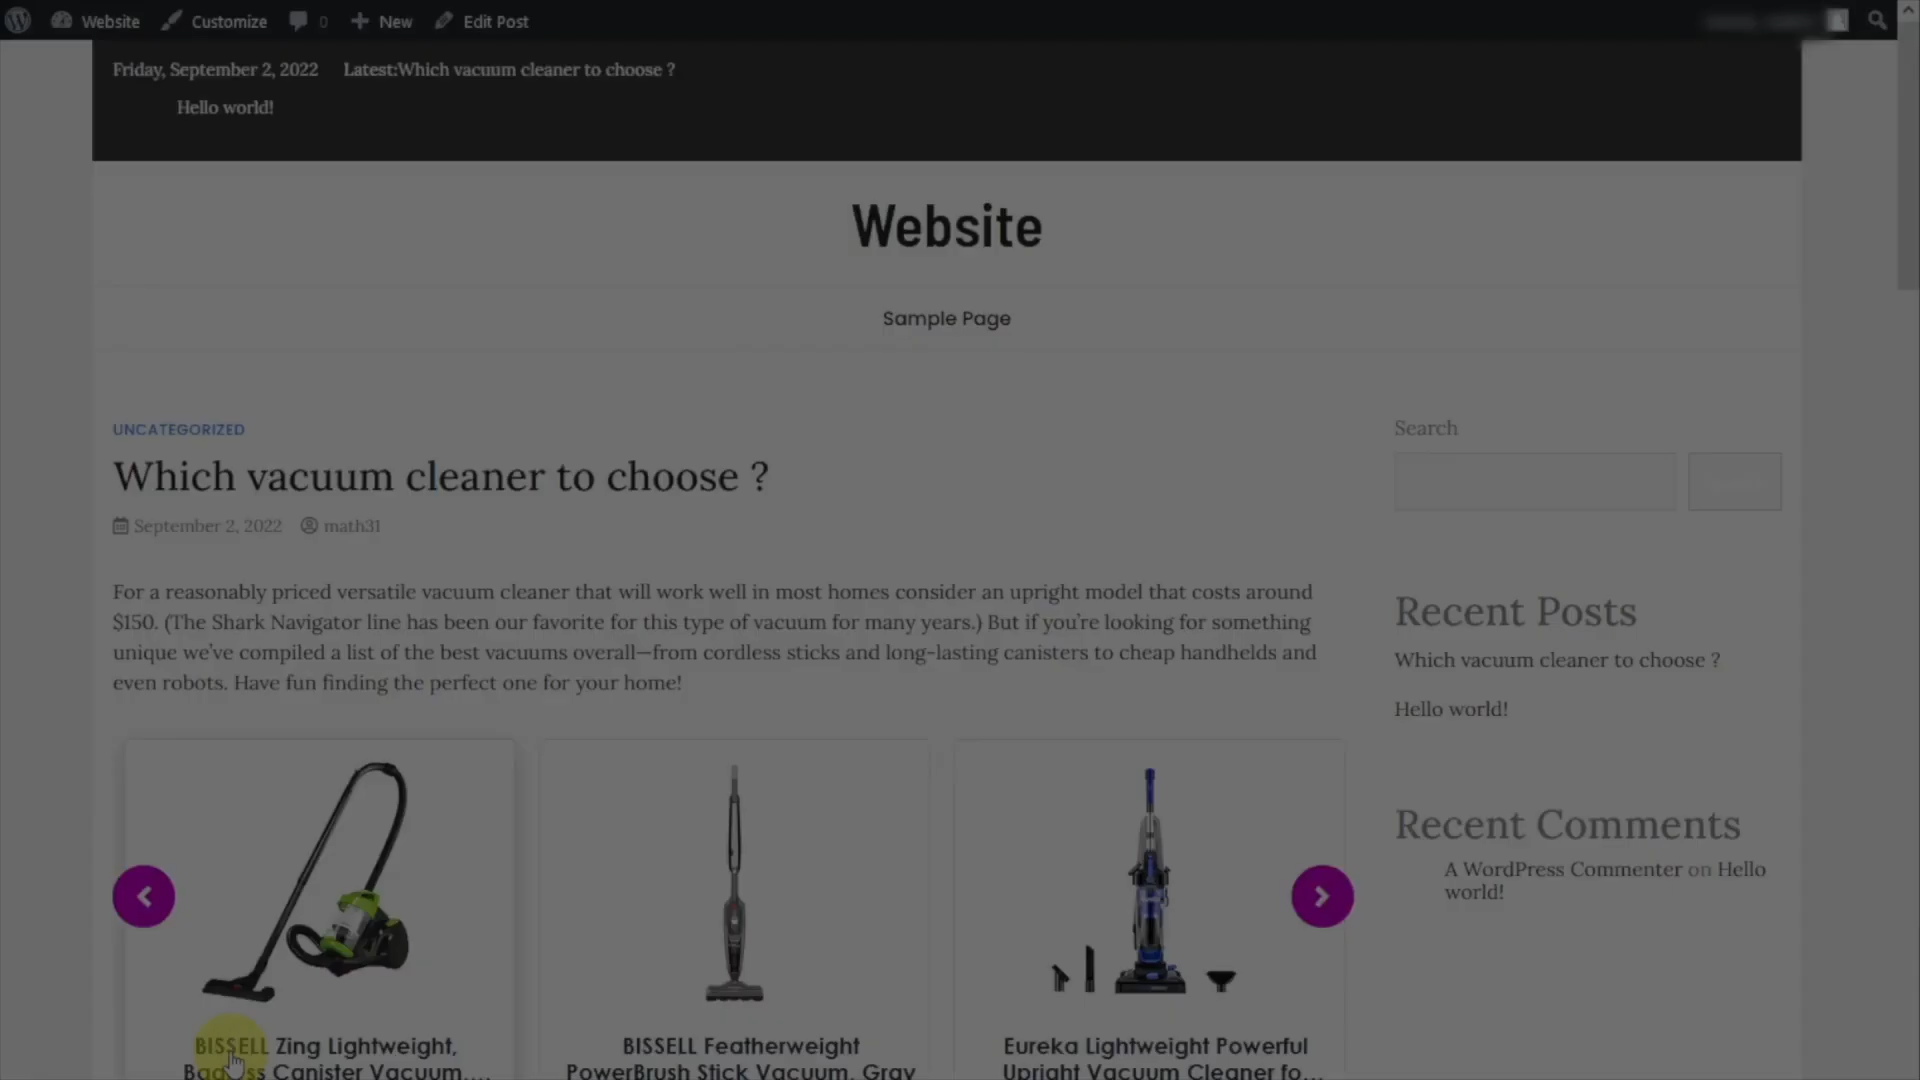 Website Customize 0 New Edit Post
Friday, September 2, 2022 Latest:Which vacuum cleaner to choose ?
Hello world!
Website
Sample Page
UNCATEGORIZED
Which vacuum cleaner to choose ?
September 2, 2022 math31
For a reasonably priced versatile vacuum cleaner that will work well in most homes consider an upright model that costs around
$150. (The Shark Navigator line has been our favorite for this type of vacuum for many years.) But if you're looking for something
unique we've compiled a list of the best vacuums overall—from cordless sticks and long-lasting canisters to cheap handhelds and
even robots. Have fun finding the perfect one for your home!
BISSELL Zing Lightweight,
Canister Vacuum,...
BISSELL Featherweight
PowerBrush Stick Vacuum, Gray
Eureka Lightweight Powerful
Upright Vacuum Cleaner fo...
Search
Recent Posts
Which vacuum cleaner to choose ?
Hello world!
Recent Comments
A WordPress Commenter on Hello
world!